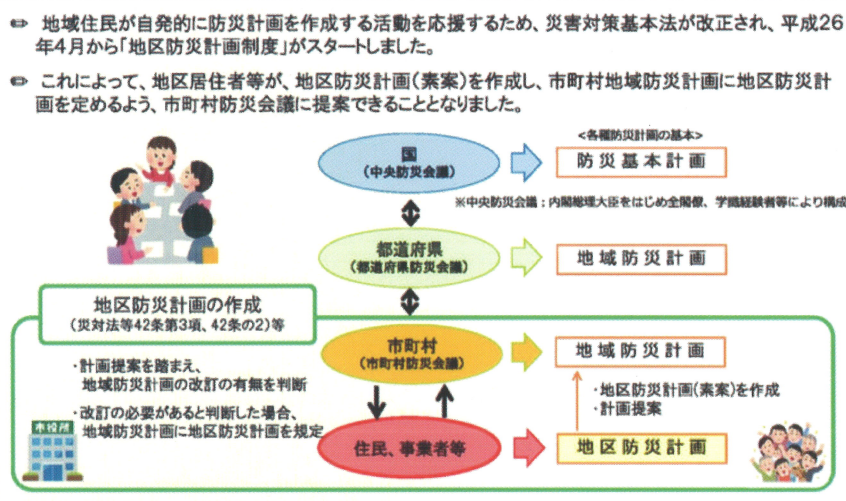 ✏ 地域住民が自発的に防災計画を作成する活動を応援するため、災害対策基本法が改正され、平成26
年4月から「地区防災計画制度」がスタートしました。
✏ これによって、地区居住者等が、地区防災計画(素案)を作成し、市町村地域防災計画に地区防災計
画を定めるよう、市町村防災会議に提案できることとなりました。
国
(中央防災会議)
<各種防災計画の基本>
防災基本計画
※中央防災会議:内閣総理大臣をはじめ全閣僚、学識経験者等により構成
都道府県
(都道府県防災会議)
地域防災計画
地区防災計画の作成
(災対法等42条第3項、42条の2)等
市町村
(市町村防災会議)
地域防災計画
・計画提案を踏まえ、
地域防災計画の改訂の有無を判断
・改訂の必要があると判断した場合、
地域防災計画に地区防災計画を規定
・地区防災計画(素案)を作成
・計画提案
市役所
住民、事業者等
地区防災計画